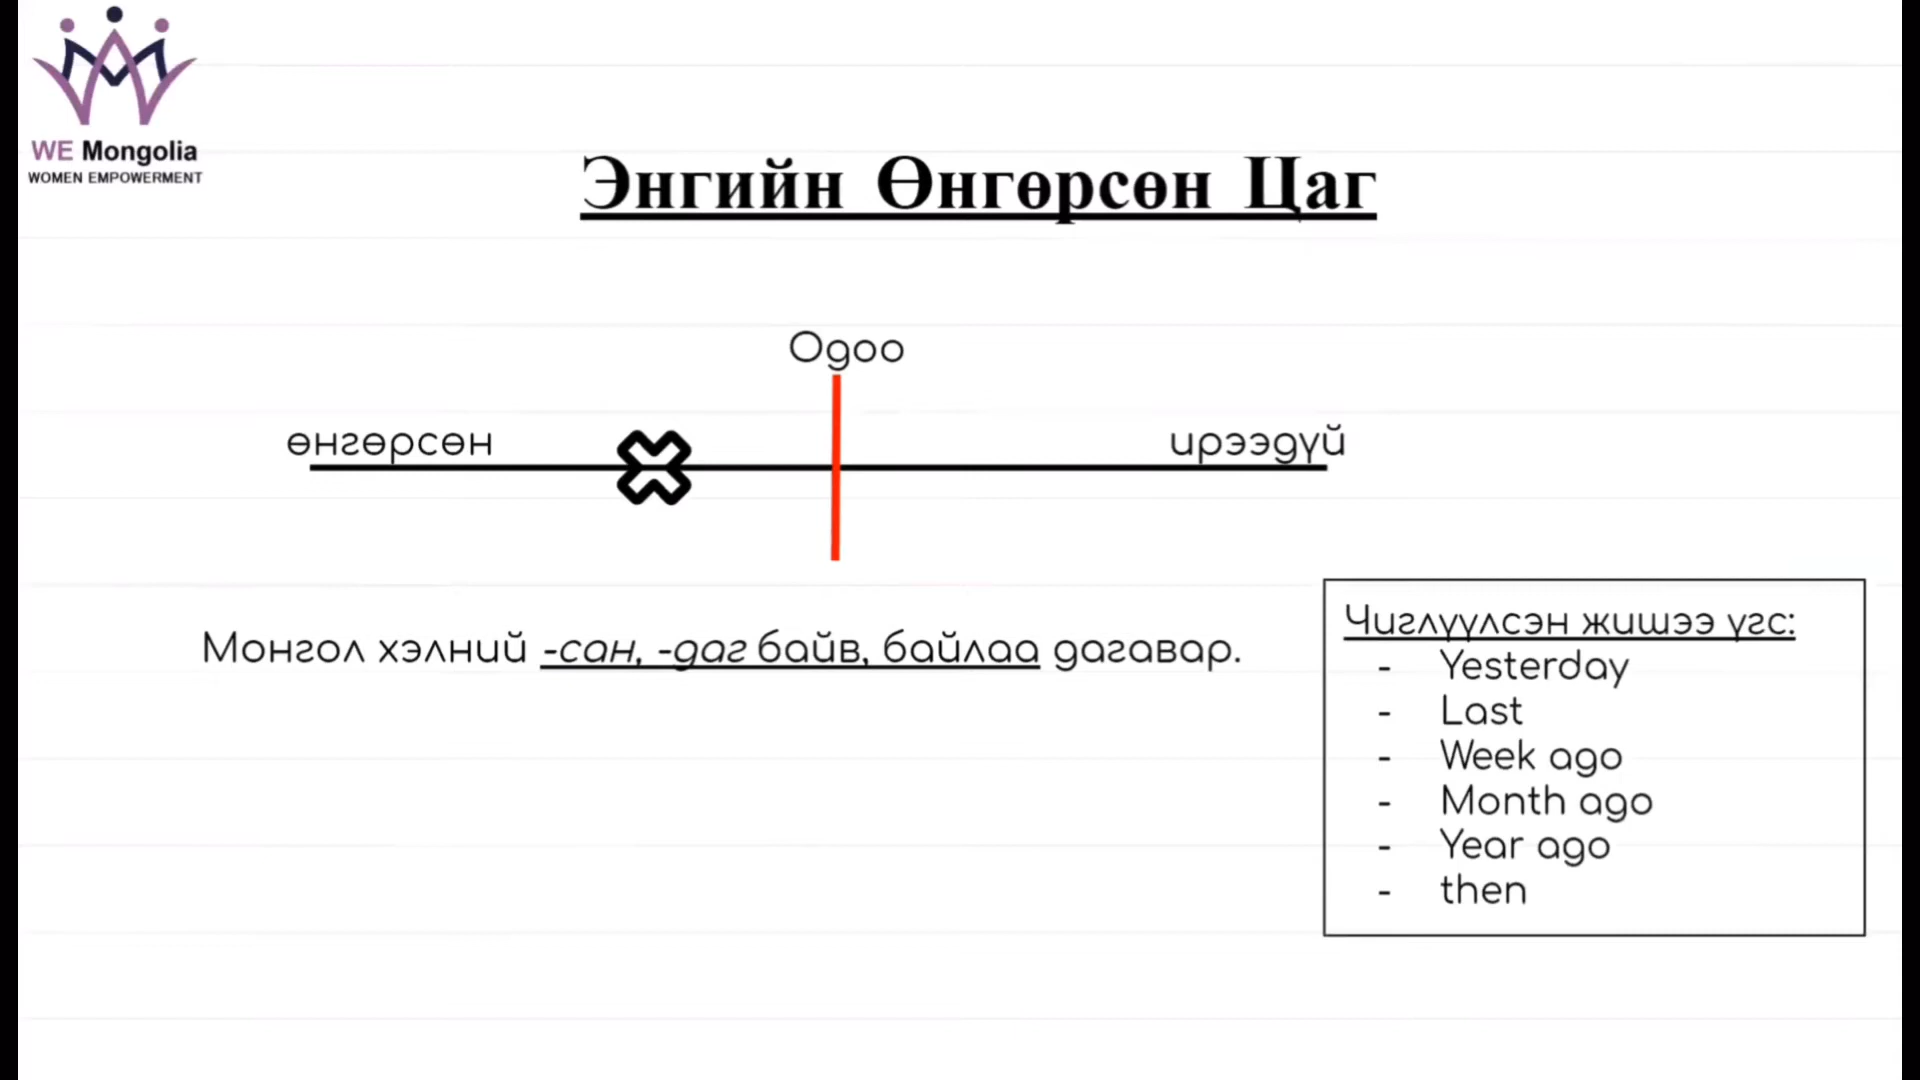 WE Mongolia
WOMEN EMPOWERMENT
Энгийн Өнгөрсөн Цаг
Одоо
өнгөрсөн
ирээдүй
Монгол хэлний -сан, -даг байв, байлаа дагавар.
Чиглүүлсэн жишээ үгс:
- Yesterday
- Last
- Week ago
- Month ago
- Year ago
- then